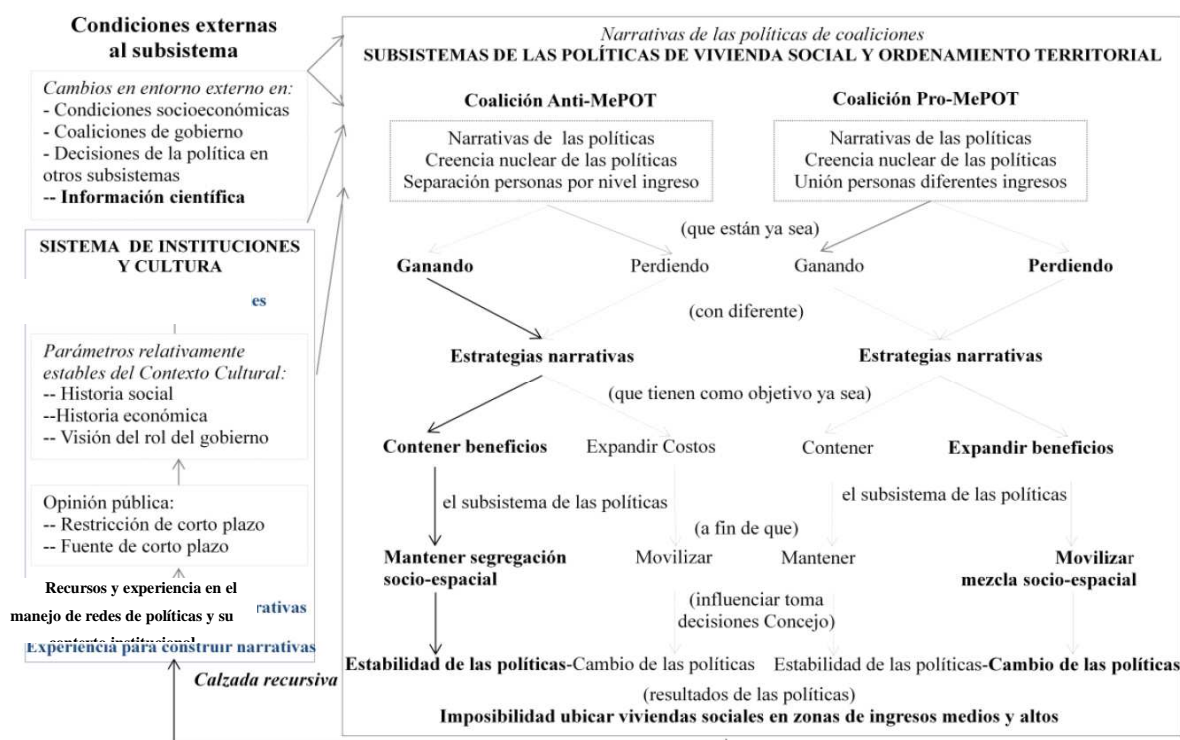 Condiciones externas
al subsistema
Cambios en entorno externo en:
- Condiciones socioeconómicas
- Coaliciones de gobierno
- Decisiones de la política en
otros subsistemas
-- Información científica
SISTEMA DE INSTITUCIONES
Y CULTURA
es
Parámetros relativamente
estables del Contexto Cultural:
-- Historia social
--Historia económica
-- Visión del rol del gobierno
Opinión pública:
-- Restricción de corto plazo
-- Fuente de corto plazo
Recursos y experiencia en el
manejo de redes de políticas y su
rativas
Experiencia para construir narrativas
Calzada recursiva
Narrativas de las políticas de coaliciones
SUBSISTEMAS DE LAS POLÍTICAS DE VIVIENDA SOCIAL Y ORDENAMIENTO TERRITORIAL
Coalición Anti-MePOT
Coalición Pro-MePOT
Narrativas de las políticas
Creencia nuclear de las políticas
Separación personas por nivel ingreso
Narrativas de las políticas
Creencia nuclear de las políticas
Unión personas diferentes ingresos
(que están ya sea)
Ganando
Perdiendo
Ganando
Perdiendo
(con diferente)
Estrategias narrativas
Estrategias narrativas
(que tienen como objetivo ya sea)
Contener beneficios
Expandir Costos
Contener
Expandir beneficios
el subsistema de las políticas
el subsistema de las políticas
(a fin de que)
Mantener segregación
socio-espacial
Movilizar
Mantener
Movilizar
mezcla socio-espacial
(influenciar toma
decisiones Concejo)
Estabilidad de las políticas-Cambio de las políticas
Estabilidad de las políticas-Cambio de las políticas
(resultados de las políticas)
Imposibilidad ubicar viviendas sociales en zonas de ingresos medios y altos